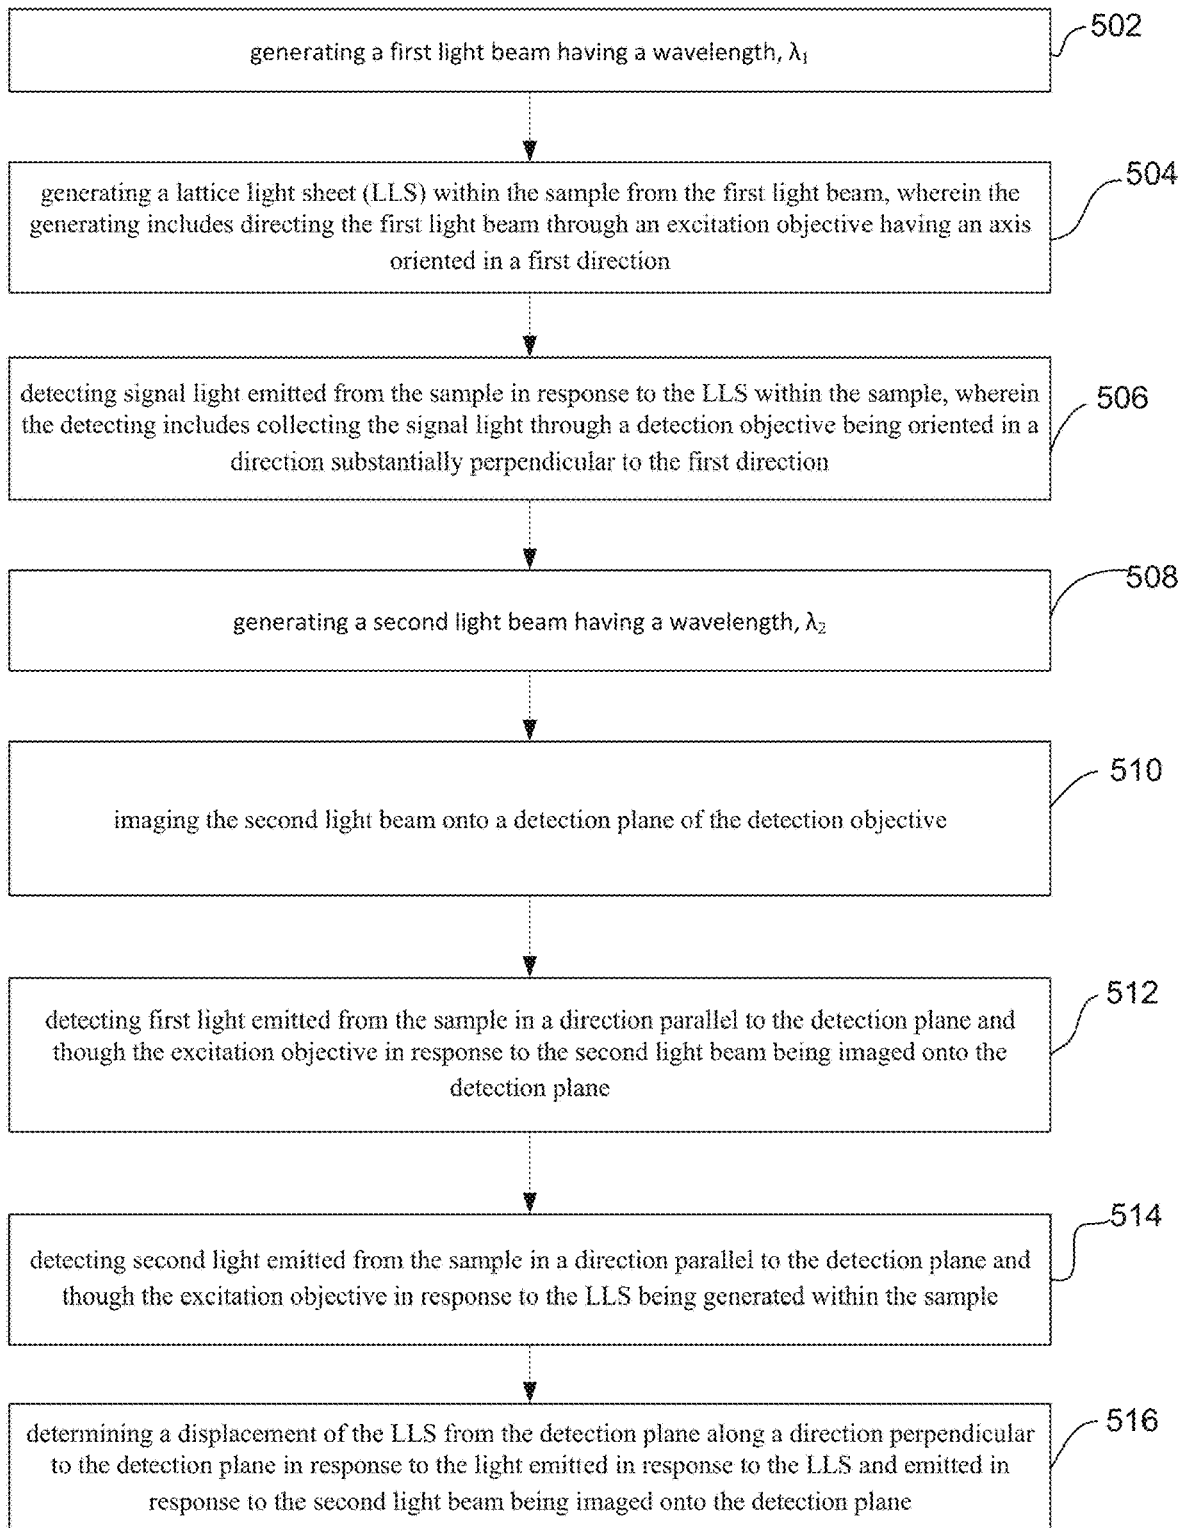 generating a first light beam having a wavelength, λ₁
502
generating a lattice light sheet (LLS) within the sample from the first light beam, wherein the
generating includes directing the first light beam through an excitation objective having an axis
oriented in a first direction
504
detecting signal light emitted from the sample in response to the LLS within the sample, wherein
the detecting includes collecting the signal light through a detection objective being oriented in a
direction substantially perpendicular to the first direction
506
generating a second light beam having a wavelength, λ₂
508
imaging the second light beam onto a detection plane of the detection objective
510
detecting first light emitted from the sample in a direction parallel to the detection plane and
though the excitation objective in response to the second light beam being imaged onto the
detection plane
512
detecting second light emitted from the sample in a direction parallel to the detection plane and
though the excitation objective in response to the LLS being generated within the sample
514
determining a displacement of the LLS from the detection plane along a direction perpendicular
to the detection plane in response to the light emitted in response to the LLS and emitted in
response to the second light beam being imaged onto the detection plane
516